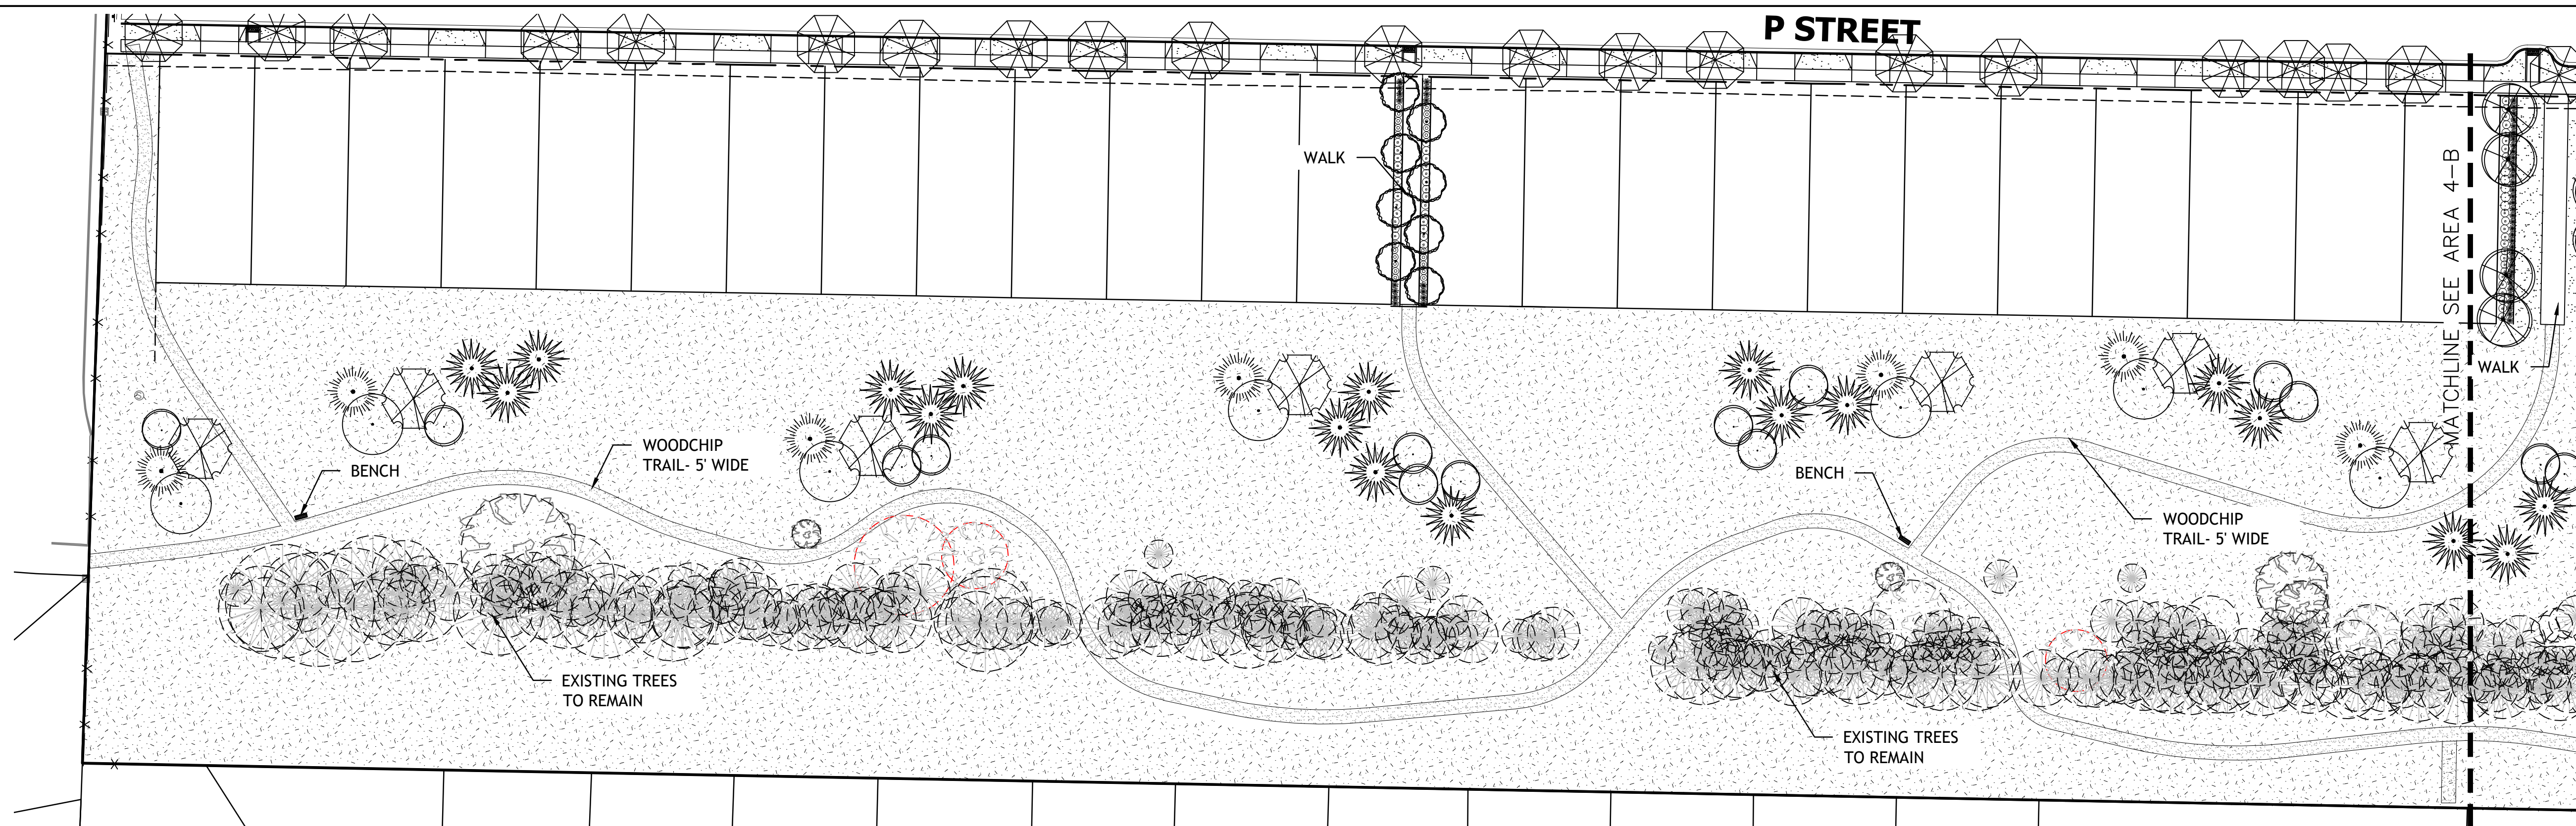 P STREET
WALK
MATCHLINE SEE AREA 4-B
WALK
WOODCHIP
TRAIL- 5' WIDE
BENCH
BENCH
WOODCHIP
TRAIL- 5' WIDE
EXISTING TREES
TO REMAIN
EXISTING TREES
TO REMAIN